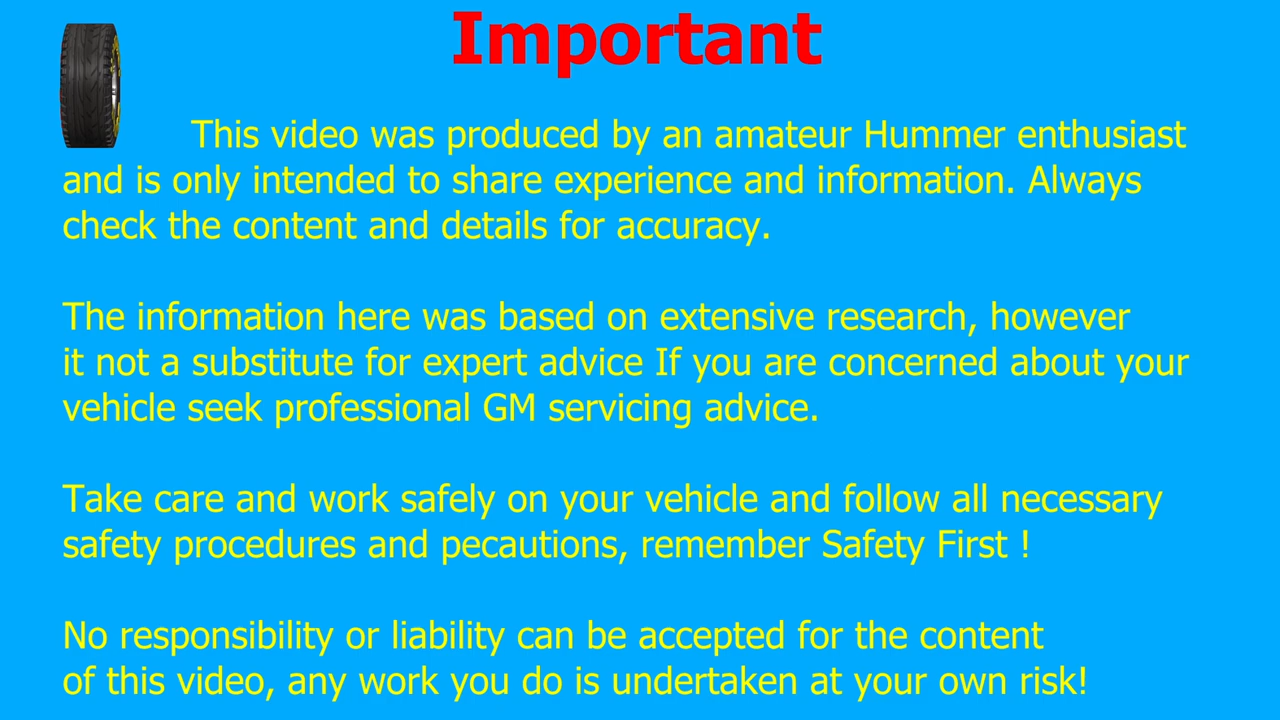 Important
This video was produced by an amateur Hummer enthusiast
and is only intended to share experience and information. Always
check the content and details for accuracy.
The information here was based on extensive research, however
it not a substitute for expert advice If you are concerned about your
vehicle seek professional GM servicing advice.
Take care and work safely on your vehicle and follow all necessary
safety procedures and pecautions, remember Safety First !
No responsibility or liability can be accepted for the content
of this video, any work you do is undertaken at your own risk!